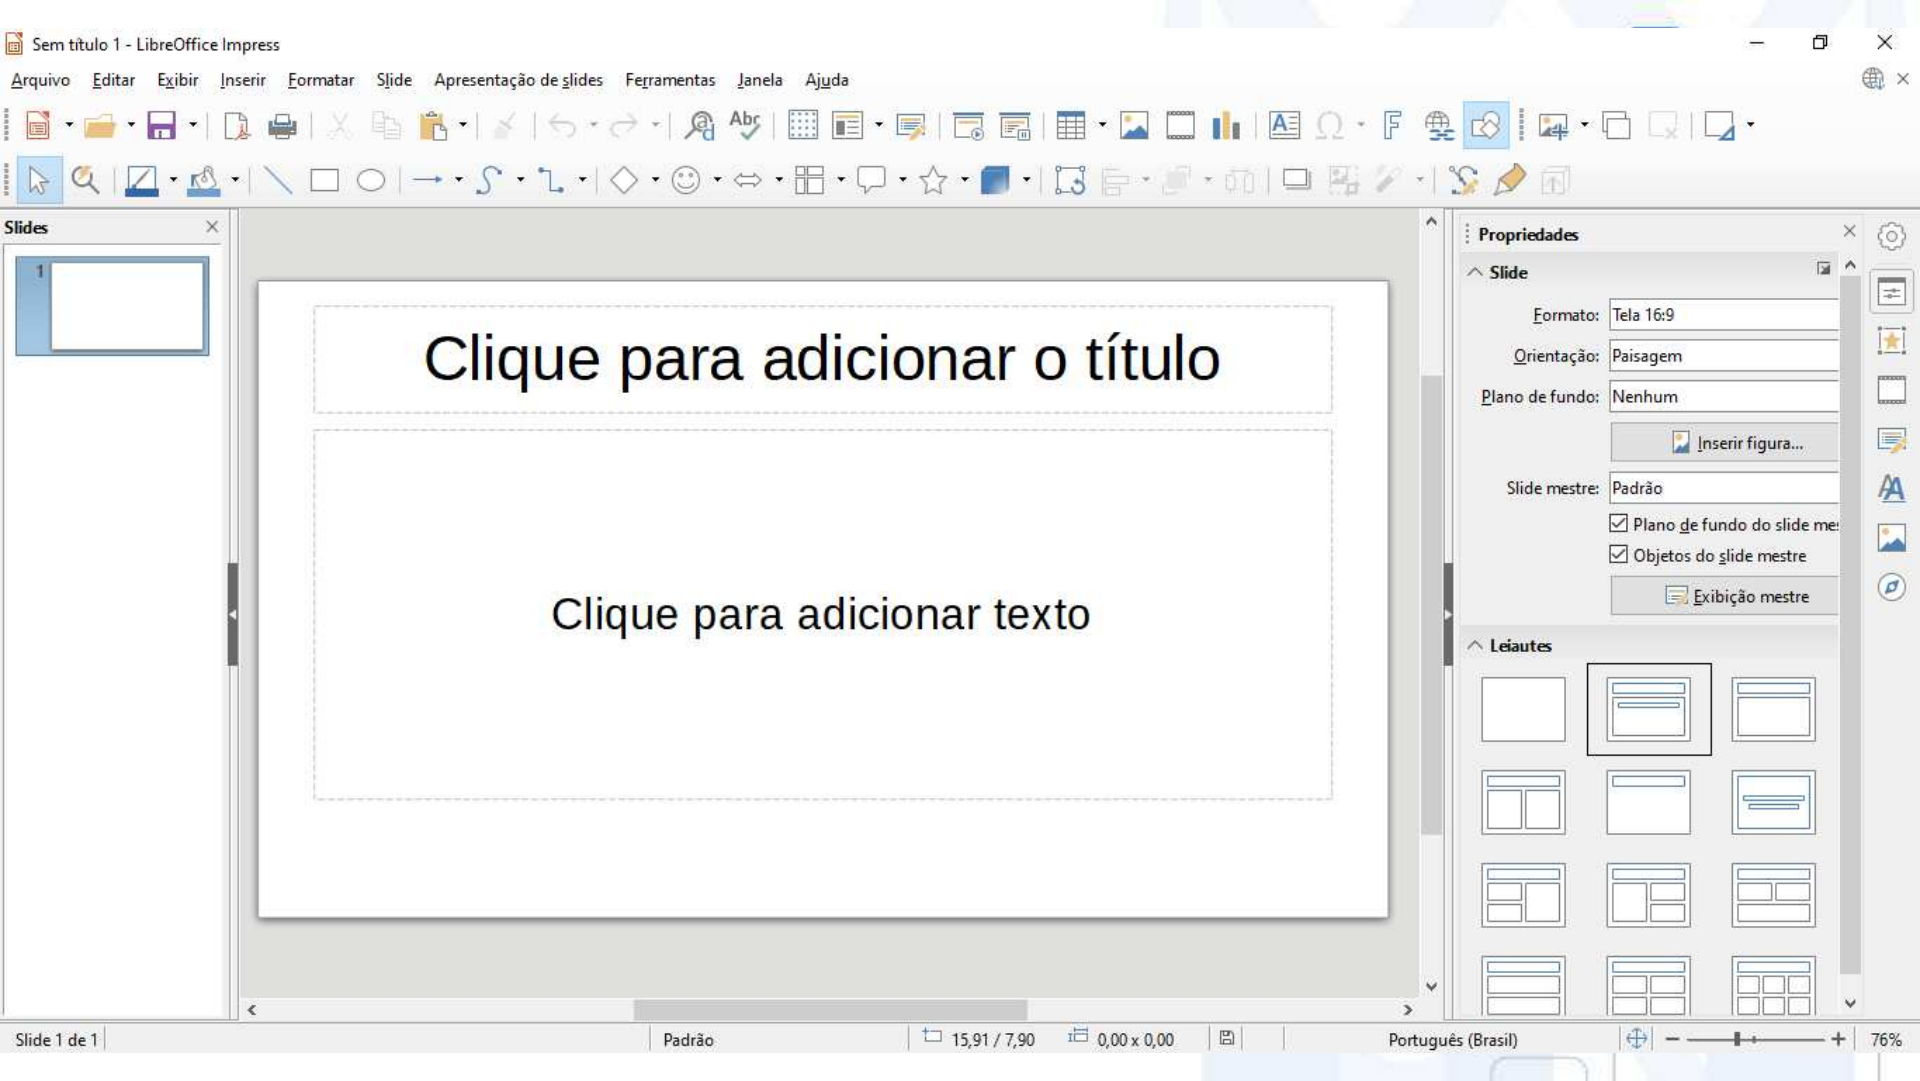 Sem título 1 - LibreOffice Impress
Arquivo Editar Exibir Inserir Formatar Slide Apresentação de slides Ferramentas Janela Ajuda
Abc
Slides
1
Clique para adicionar o título
Clique para adicionar texto
Propriedades
Slide
Formato: Tela 16:9
Orientação: Paisagem
Plano de fundo: Nenhum
Inserir figura...
Slide mestre: Padrão
Plano de fundo do slide me
Objetos do slide mestre
Exibição mestre
Leiautes
Slide 1 de 1 Padrão 15,91 / 7,90 0,00 x 0,00 Português (Brasil) 76%